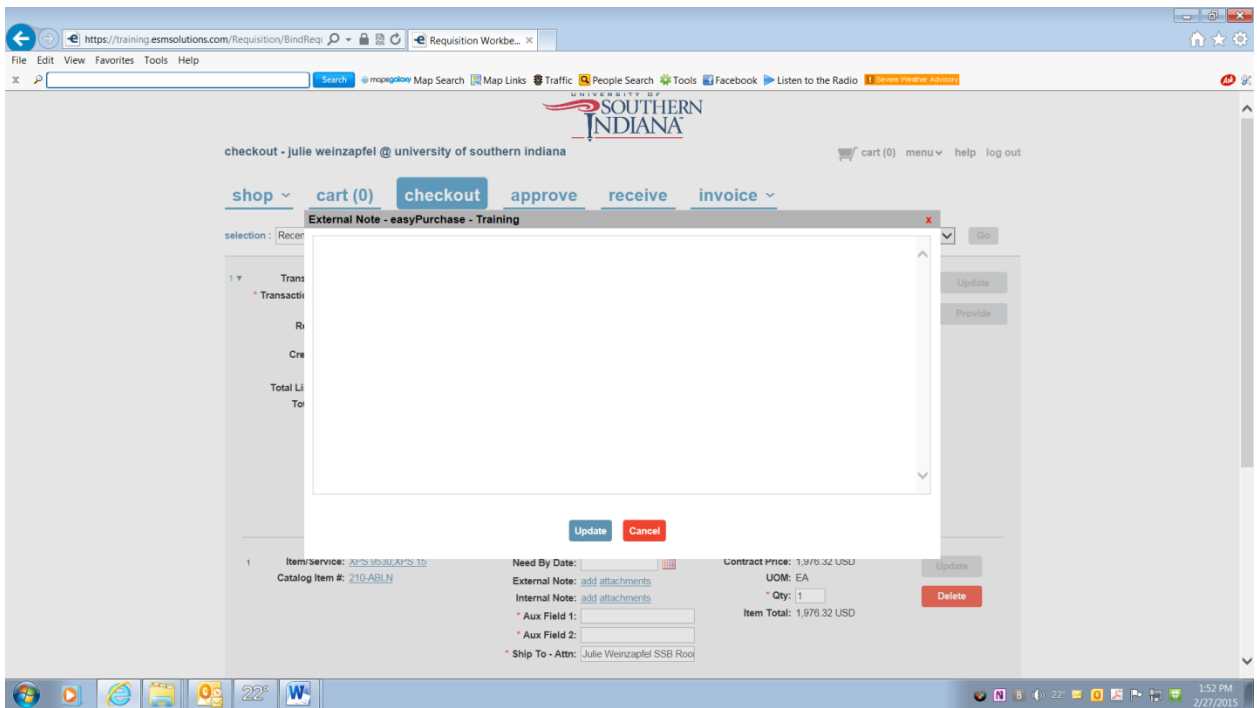 https://training.esmsolutions.com/Requisition/BindReq
Requisition Workbe...
File Edit View Favorites Tools Help
Search mapsgalaxy Map Search Map Links Traffic People Search Tools Facebook Listen to the Radio Severe Weather Advisory
UNIVERSITY OF
SOUTHERN
INDIANA
checkout - julie weinzapfel @ university of southern indiana
cart (0) menu help log out
shop cart (0) checkout approve receive invoice
External Note - easyPurchase - Training x
selection : Recen Go
1 Trans Update
* Transactio
Provide
Re
Cre
Total Li
Tot
Update Cancel
1 Item/Service: XPS 9530,XPS 15 Need By Date: Contract Price: 1,976.32 USD Update
Catalog Item #: 210-ABLN External Note: add attachments UOM: EA
Internal Note: add attachments * Qty: 1 Delete
* Aux Field 1: Item Total: 1,976.32 USD
* Aux Field 2:
* Ship To - Attn: Julie Weinzapfel SSB Roo
22° 22° 1:52 PM
2/27/2015